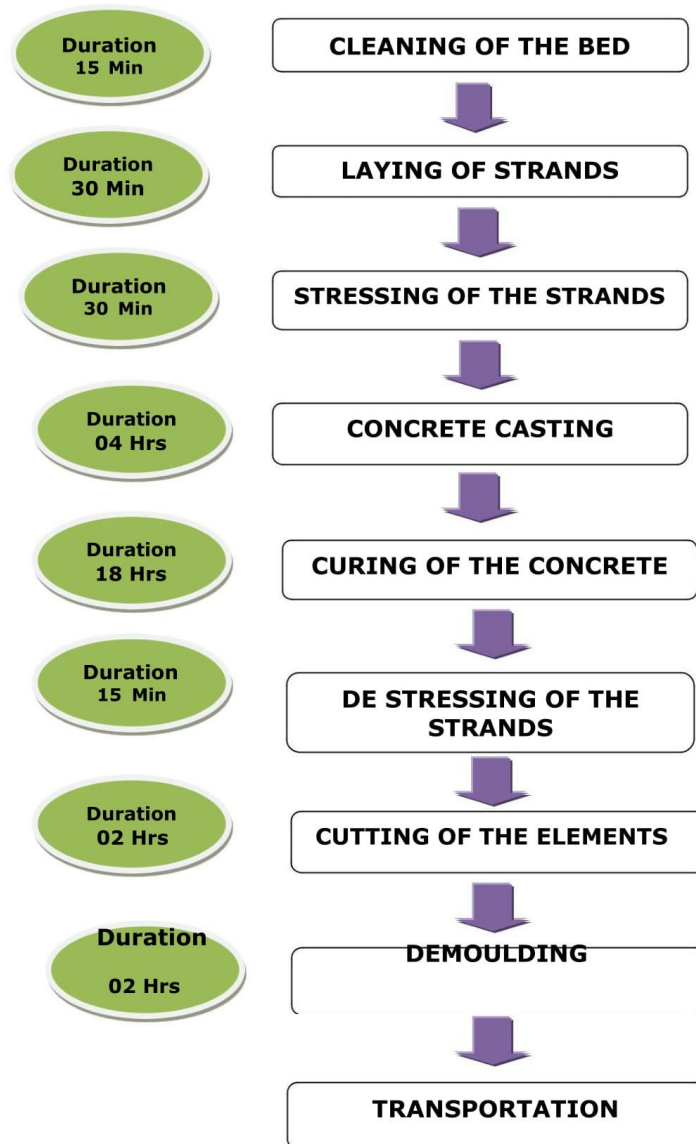 Duration
15 Min
CLEANING OF THE BED
Duration
30 Min
LAYING OF STRANDS
Duration
30 Min
STRESSING OF THE STRANDS
Duration
04 Hrs
CONCRETE CASTING
Duration
18 Hrs
CURING OF THE CONCRETE
Duration
15 Min
DE STRESSING OF THE
STRANDS
Duration
02 Hrs
CUTTING OF THE ELEMENTS
Duration
02 Hrs
DEMOULDING
TRANSPORTATION